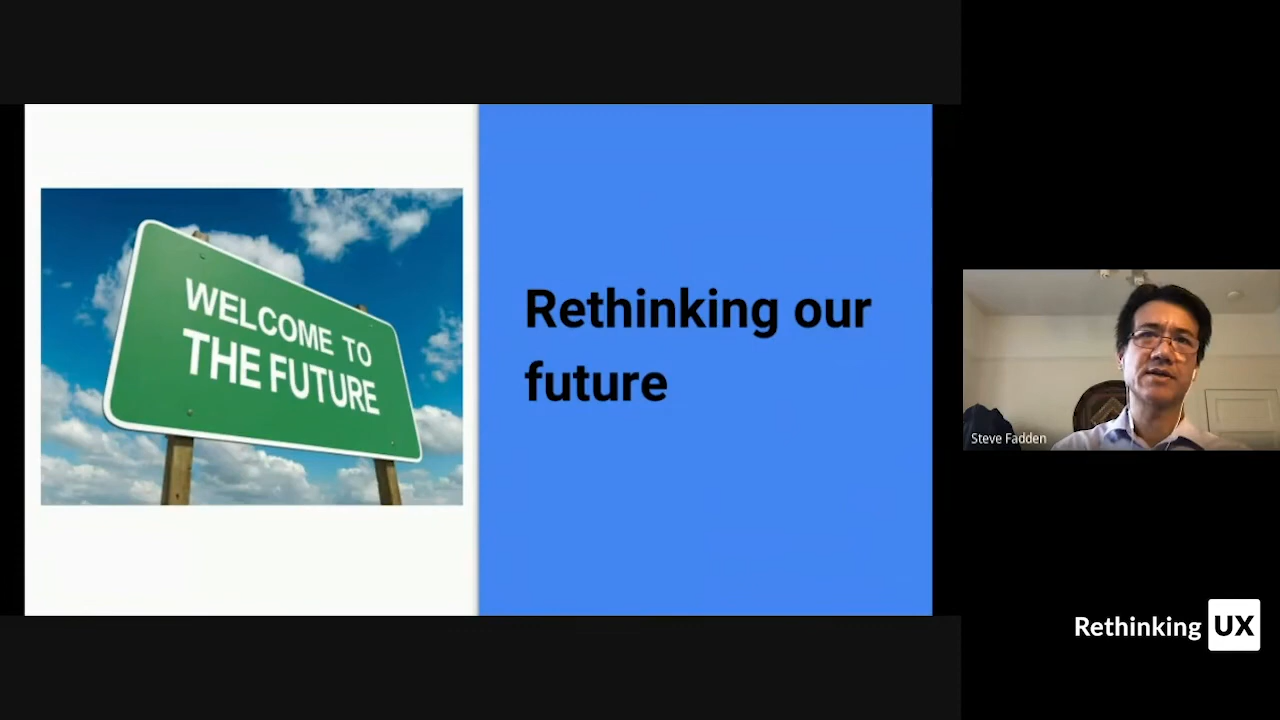 WELCOME TO
THE FUTURE
Rethinking our
future
Steve Fadden
Rethinking UX